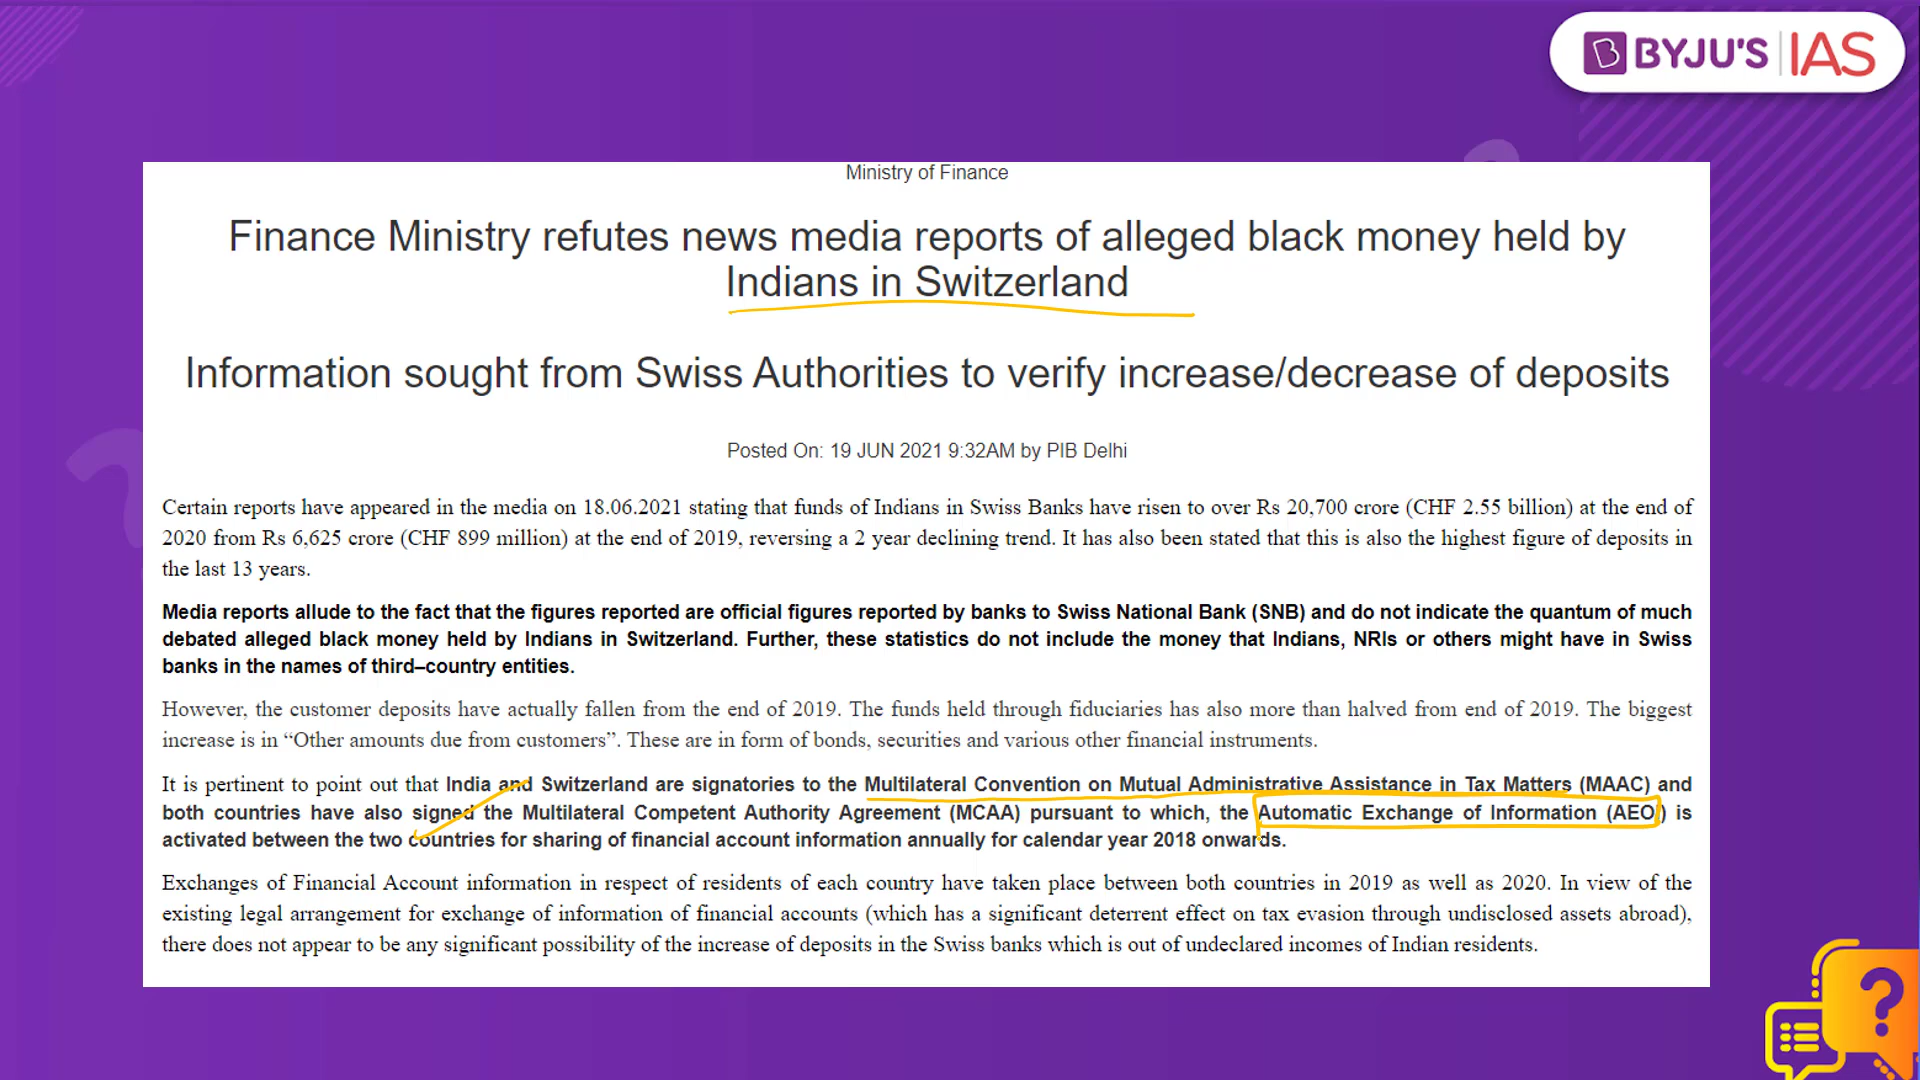 BYJU'S IAS
Ministry of Finance
Finance Ministry refutes news media reports of alleged black money held by
Indians in Switzerland
Information sought from Swiss Authorities to verify increase/decrease of deposits
Posted On: 19 JUN 2021 9:32AM by PIB Delhi
Certain reports have appeared in the media on 18.06.2021 stating that funds of Indians in Swiss Banks have risen to over Rs 20,700 crore (CHF 2.55 billion) at the end of
2020 from Rs 6,625 crore (CHF 899 million) at the end of 2019, reversing a 2 year declining trend. It has also been stated that this is also the highest figure of deposits in
the last 13 years.
Media reports allude to the fact that the figures reported are official figures reported by banks to Swiss National Bank (SNB) and do not indicate the quantum of much
debated alleged black money held by Indians in Switzerland. Further, these statistics do not include the money that Indians, NRIs or others might have in Swiss
banks in the names of third–country entities.
However, the customer deposits have actually fallen from the end of 2019. The funds held through fiduciaries has also more than halved from end of 2019. The biggest
increase is in “Other amounts due from customers”. These are in form of bonds, securities and various other financial instruments.
It is pertinent to point out that India and Switzerland are signatories to the Multilateral Convention on Mutual Administrative Assistance in Tax Matters (MAAC) and
both countries have also signed the Multilateral Competent Authority Agreement (MCAA) pursuant to which, the Automatic Exchange of Information (AEOI) is
activated between the two countries for sharing of financial account information annually for calendar year 2018 onwards.
Exchanges of Financial Account information in respect of residents of each country have taken place between both countries in 2019 as well as 2020. In view of the
existing legal arrangement for exchange of information of financial accounts (which has a significant deterrent effect on tax evasion through undisclosed assets abroad),
there does not appear to be any significant possibility of the increase of deposits in the Swiss banks which is out of undeclared incomes of Indian residents.